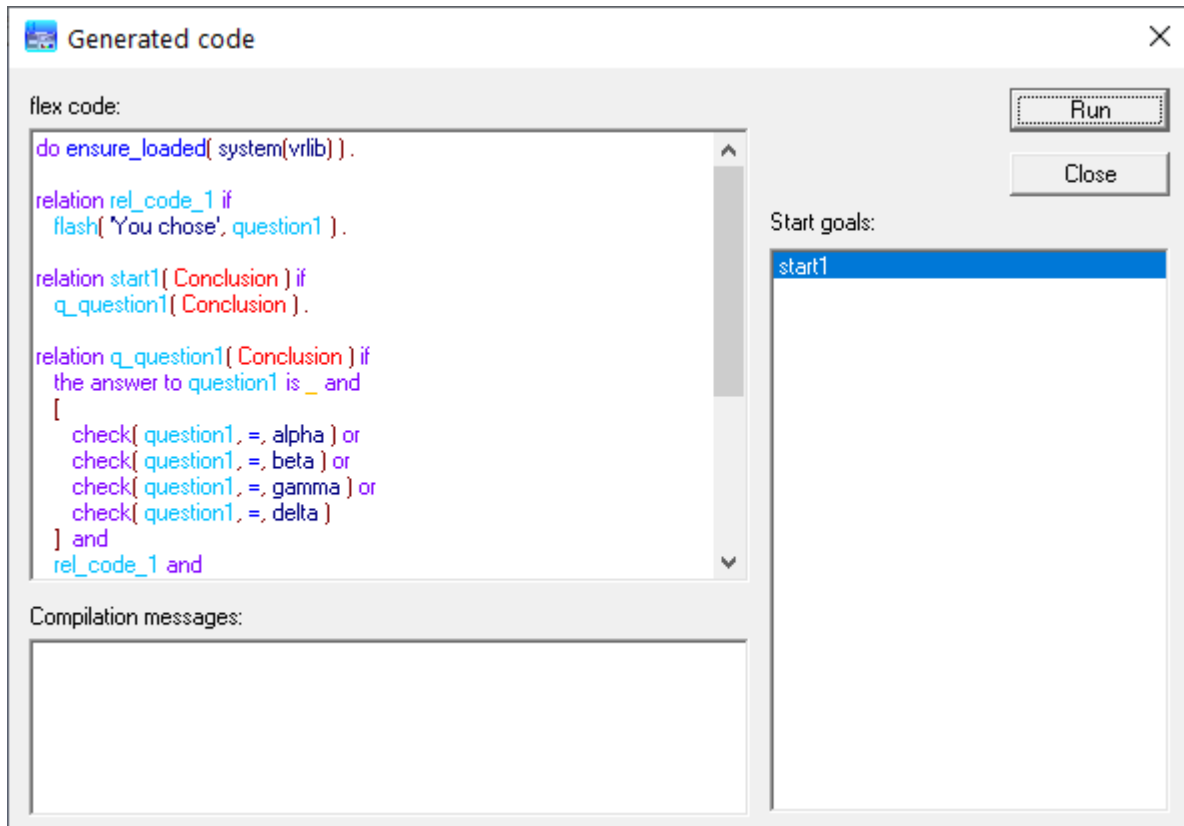 Generated code
flex code:
do ensure_loaded( system(vrlib) ) .
relation rel_code_1 if
flash( 'You chose', question1 ) .
relation start1( Conclusion ) if
q_question1( Conclusion ) .
relation q_question1( Conclusion ) if
the answer to question1 is _ and
[
check( question1, =, alpha ) or
check( question1, =, beta ) or
check( question1, =, gamma ) or
check( question1, =, delta )
] and
rel_code_1 and
Compilation messages:
Run
Close
Start goals:
start1